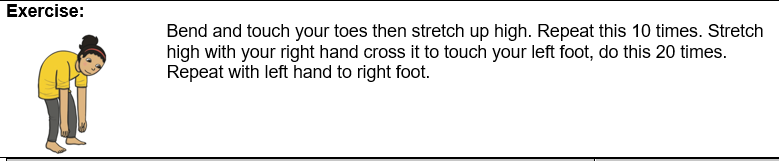 Exercise:
Bend and touch your toes then stretch up high. Repeat this 10 times. Stretch
high with your right hand cross it to touch your left foot, do this 20 times.
Repeat with left hand to right foot.